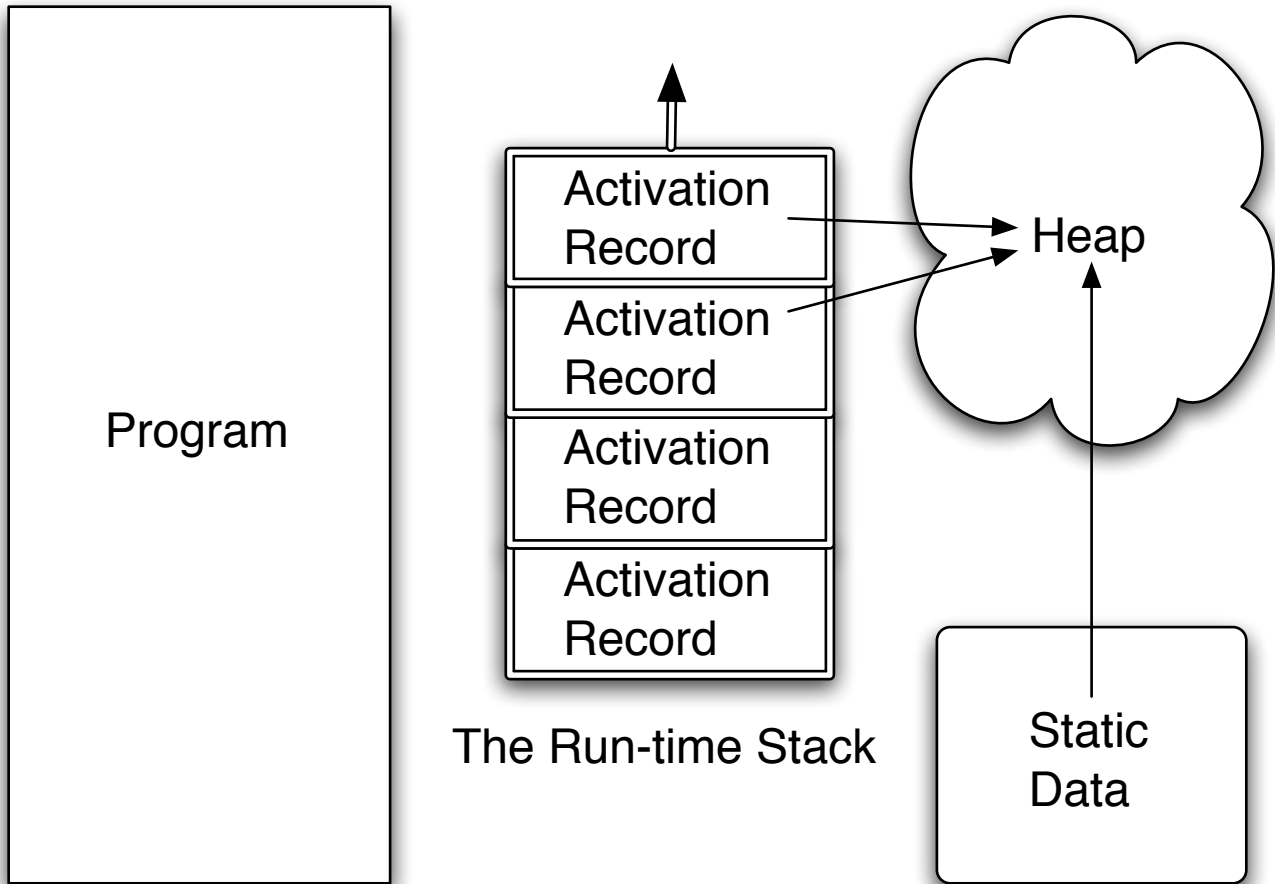 Program
Activation
Record
Activation
Record
Activation
Record
Activation
Record
The Run-time Stack
Heap
Static
Data